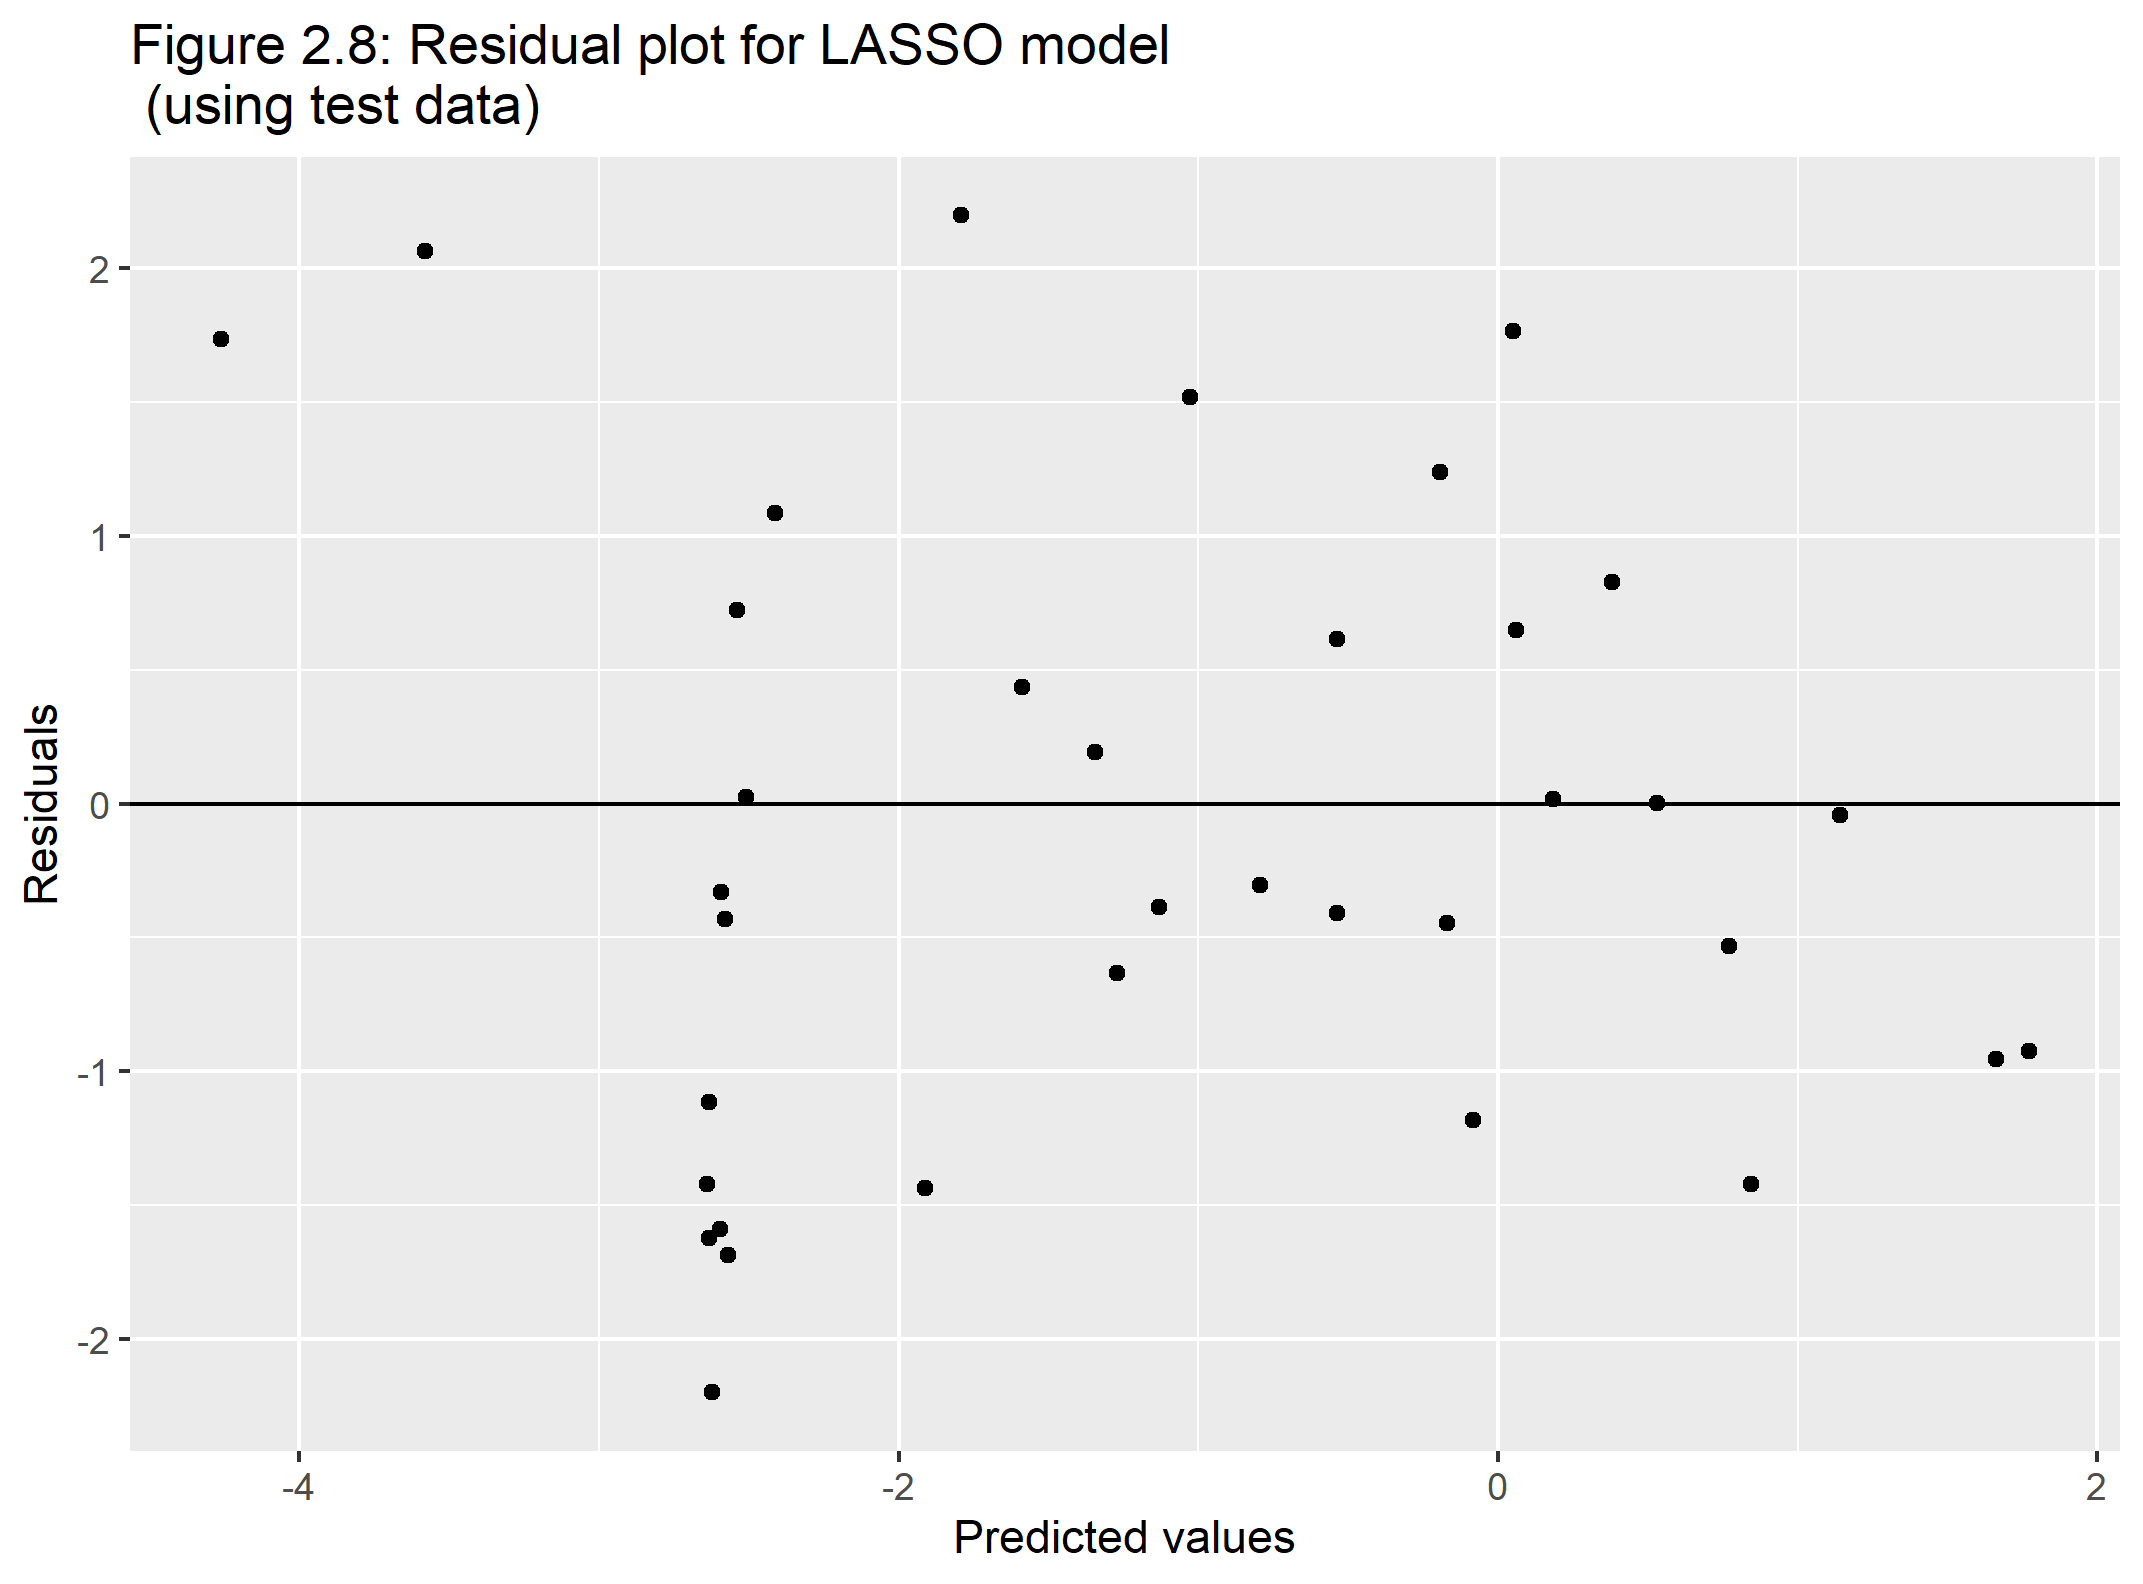 Figure 2.8: Residual plot for LASSO model
(using test data)
2
1
0
-1
-2
Residuals
-4
-2
0
2
Predicted values